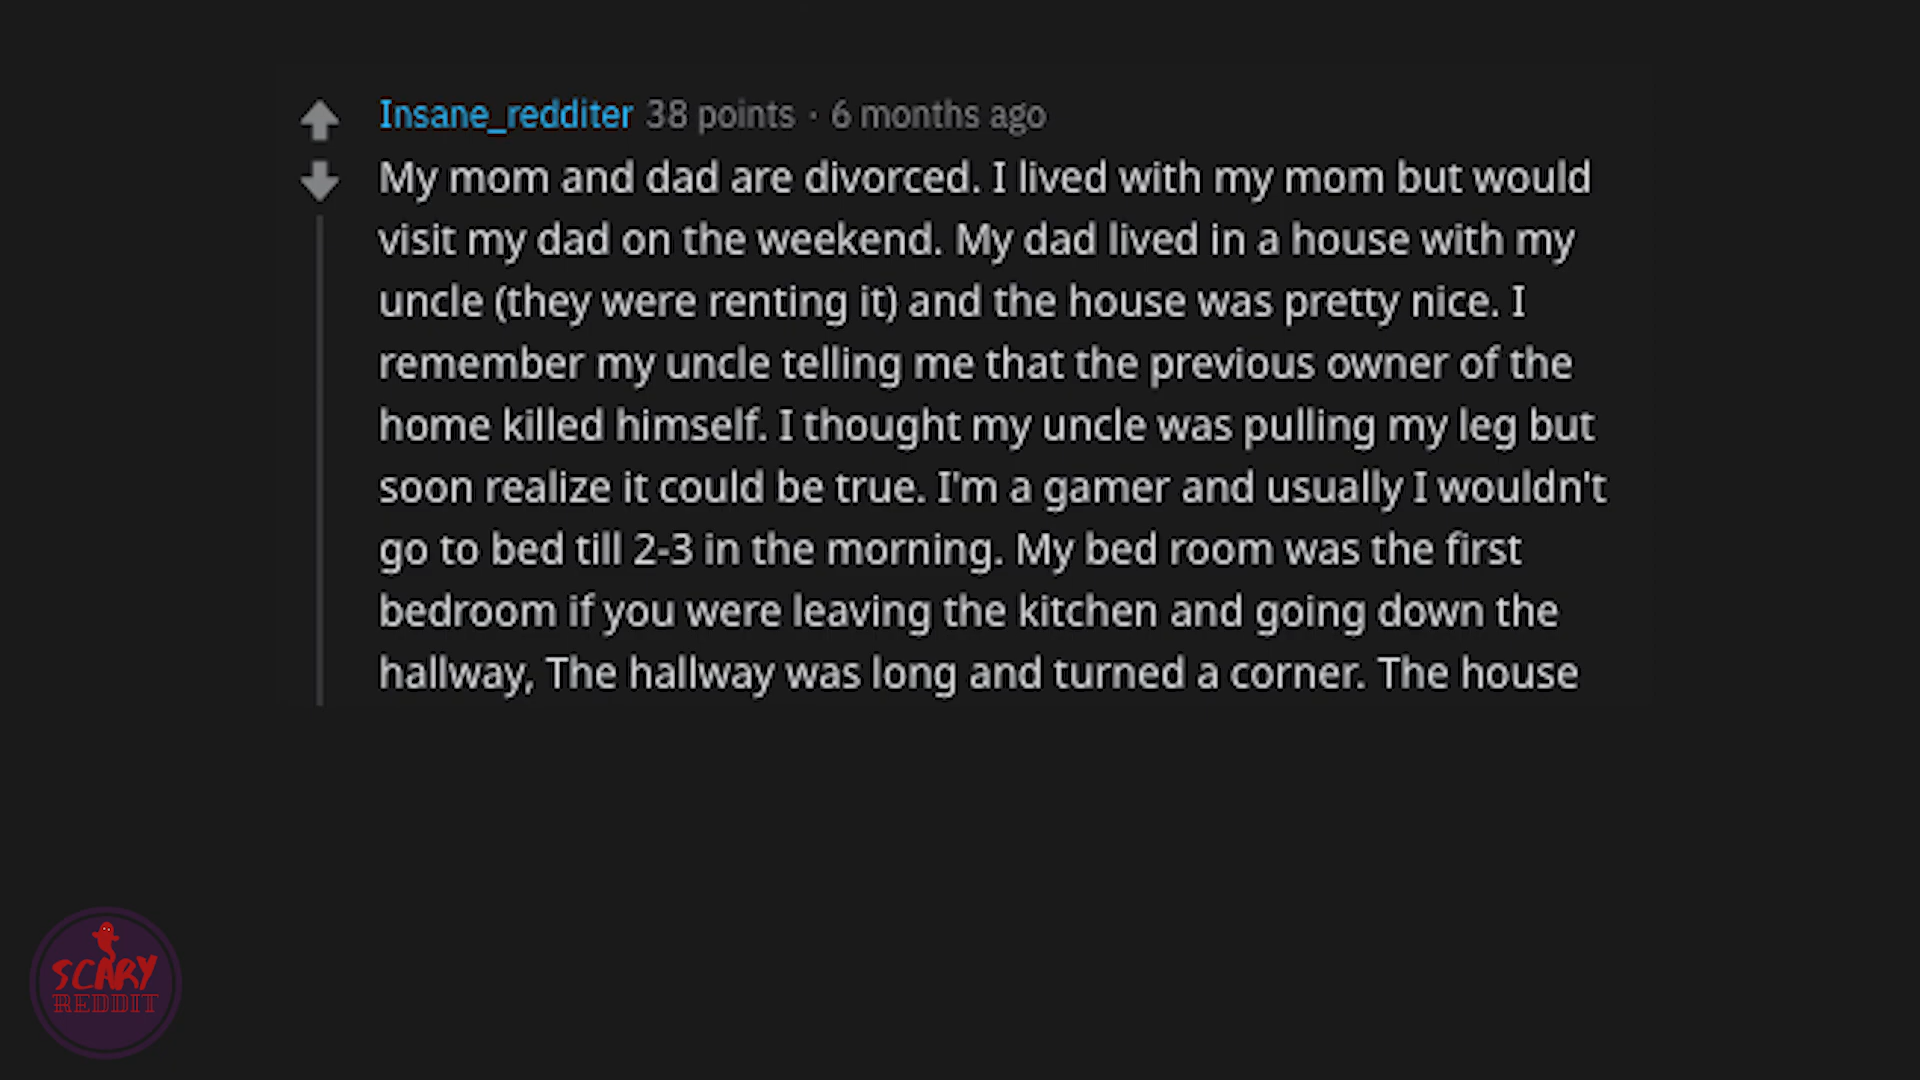 Insane_redditer 38 points · 6 months ago
My mom and dad are divorced. I lived with my mom but would
visit my dad on the weekend. My dad lived in a house with my
uncle (they were renting it) and the house was pretty nice. I
remember my uncle telling me that the previous owner of the
home killed himself. I thought my uncle was pulling my leg but
soon realize it could be true. I'm a gamer and usually I wouldn't
go to bed till 2-3 in the morning. My bed room was the first
bedroom if you were leaving the kitchen and going down the
hallway, The hallway was long and turned a corner. The house
SCARY
REDDIT